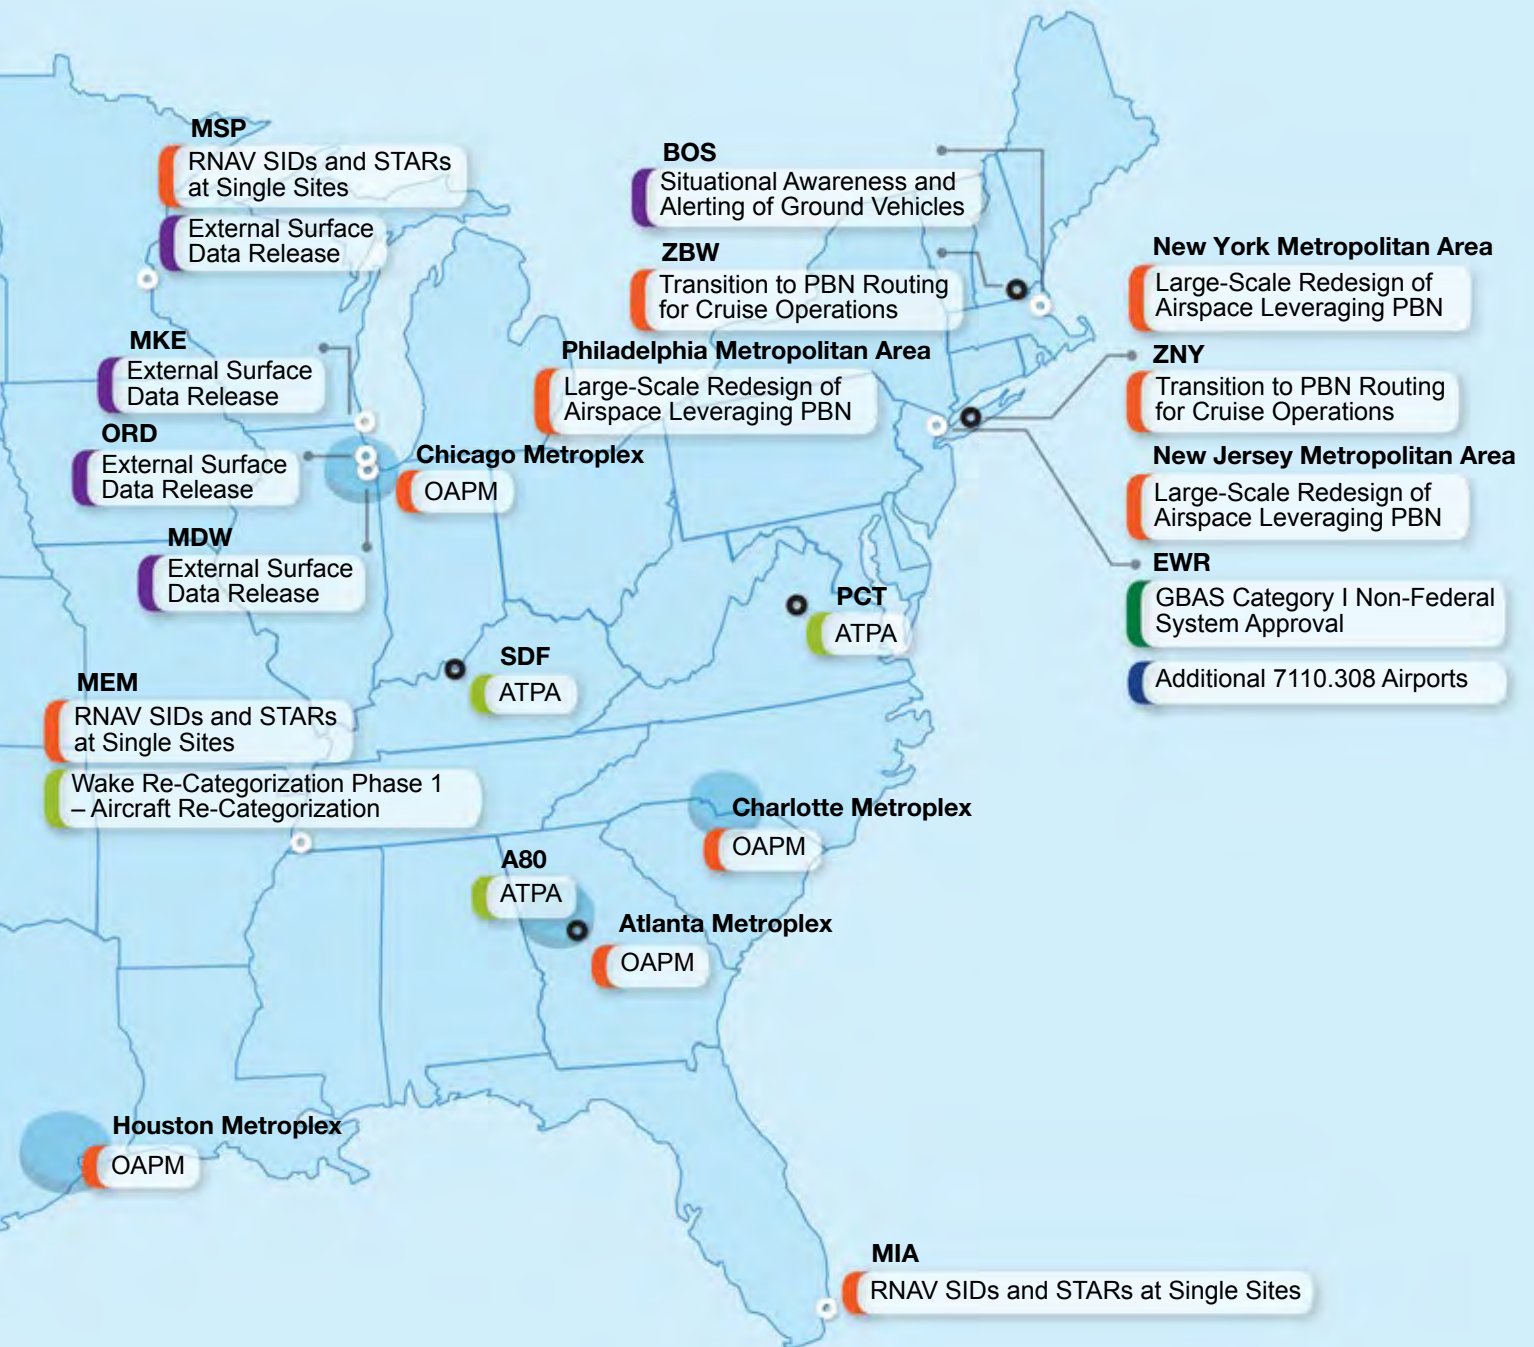 MSP
RNAV SIDs and STARs
at Single Sites
External Surface
Data Release
MKE
External Surface
Data Release
ORD
External Surface
Data Release
Chicago Metroplex
OAPM
MDW
External Surface
Data Release
BOS
Situational Awareness and
Alerting of Ground Vehicles
ZBW
Transition to PBN Routing
for Cruise Operations
Philadelphia Metropolitan Area
Large-Scale Redesign of
Airspace Leveraging PBN
New York Metropolitan Area
Large-Scale Redesign of
Airspace Leveraging PBN
ZNY
Transition to PBN Routing
for Cruise Operations
New Jersey Metropolitan Area
Large-Scale Redesign of
Airspace Leveraging PBN
EWR
GBAS Category I Non-Federal
System Approval
Additional 7110.308 Airports
PCT
ATPA
SDF
ATPA
MEM
RNAV SIDs and STARs
at Single Sites
Wake Re-Categorization Phase 1
– Aircraft Re-Categorization
Charlotte Metroplex
OAPM
A80
ATPA
Atlanta Metroplex
OAPM
Houston Metroplex
OAPM
MIA
RNAV SIDs and STARs at Single Sites